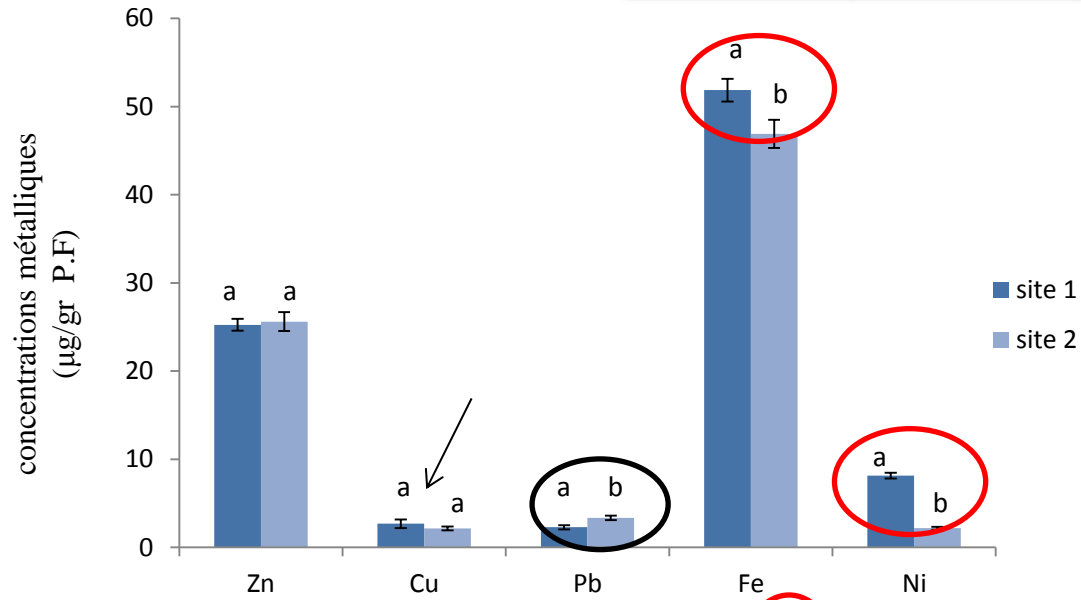 60
50
40
30
20
10
0
concentrations métalliques
(µg/gr P.F)
a a
a a
a b
a
b
a
b
Zn Cu Pb Fe Ni
site 1
site 2